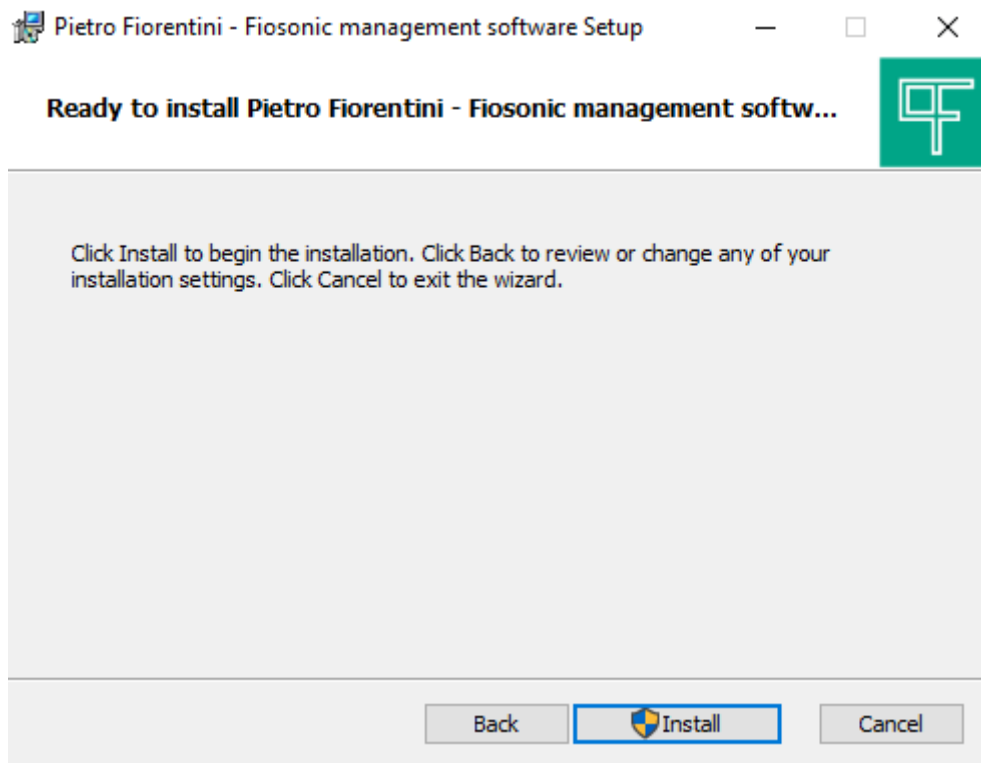 Pietro Fiorentini - Fiosonic management software Setup
Ready to install Pietro Fiorentini - Fiosonic management softw...
Click Install to begin the installation. Click Back to review or change any of your
installation settings. Click Cancel to exit the wizard.
Back Install Cancel